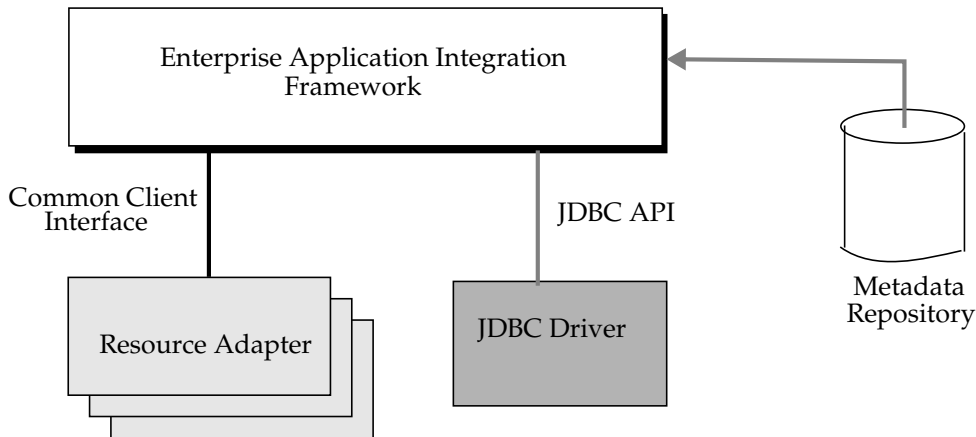 Enterprise Application Integration
Framework
Common Client
Interface
JDBC API
Metadata
Repository
Resource Adapter
JDBC Driver